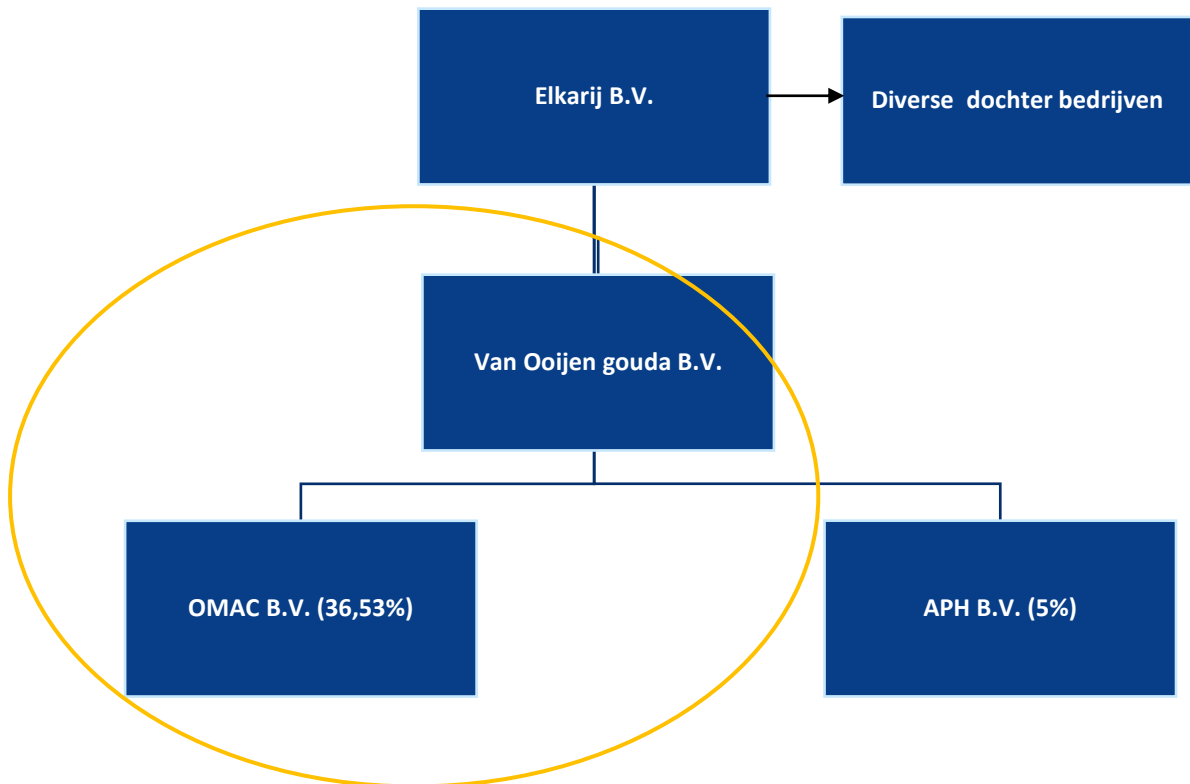 Elkarij B.V.
Diverse  dochter bedrijven
Van Ooijen gouda B.V.
OMAC B.V. (36,53%)
APH B.V. (5%)